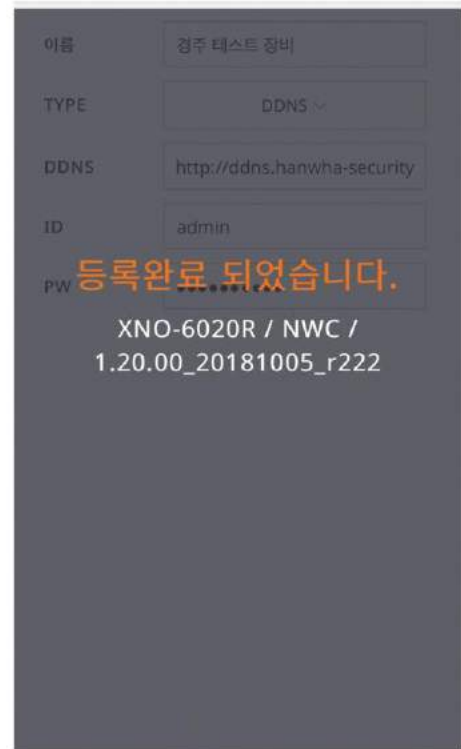 이름 경주 테스트 장비
TYPE DDNS
DDNS http://ddns.hanwha-security
ID admin
PW ••••••••••
등록완료 되었습니다.
XNO-6020R / NWC /
1.20.00_20181005_r222